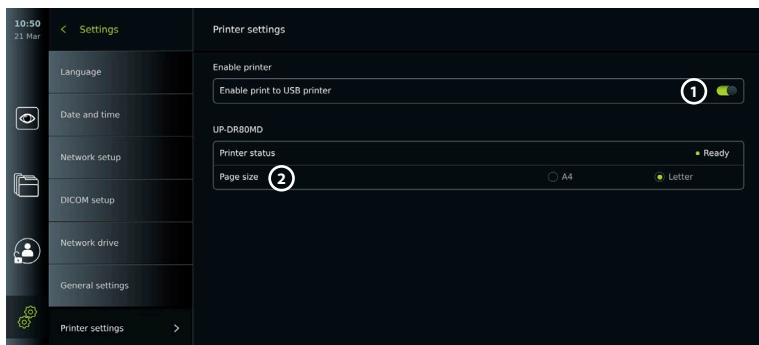 10:50
21 Mar
< Settings
Printer settings
Language
Date and time
Network setup
DICOM setup
Network drive
General settings
Printer settings >
Enable printer
Enable print to USB printer
1
UP-DR80MD
Printer status
Ready
Page size
2
A4
Letter